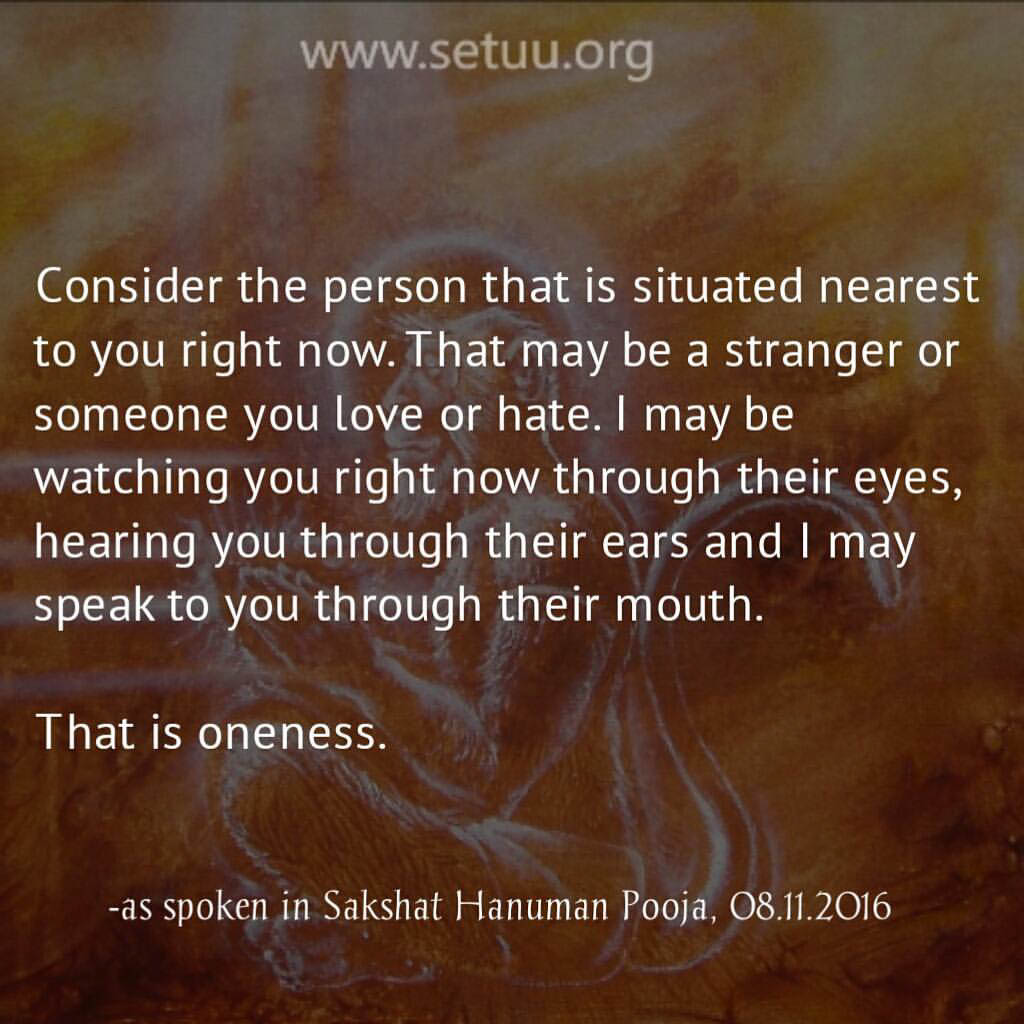 www.setuu.org
Consider the person that is situated nearest
to you right now. That may be a stranger or
someone you love or hate. I may be
watching you right now through their eyes,
hearing you through their ears and I may
speak to you through their mouth.
That is oneness.
-as spoken in Sakshat Hanuman Pooja, 08.11.2016